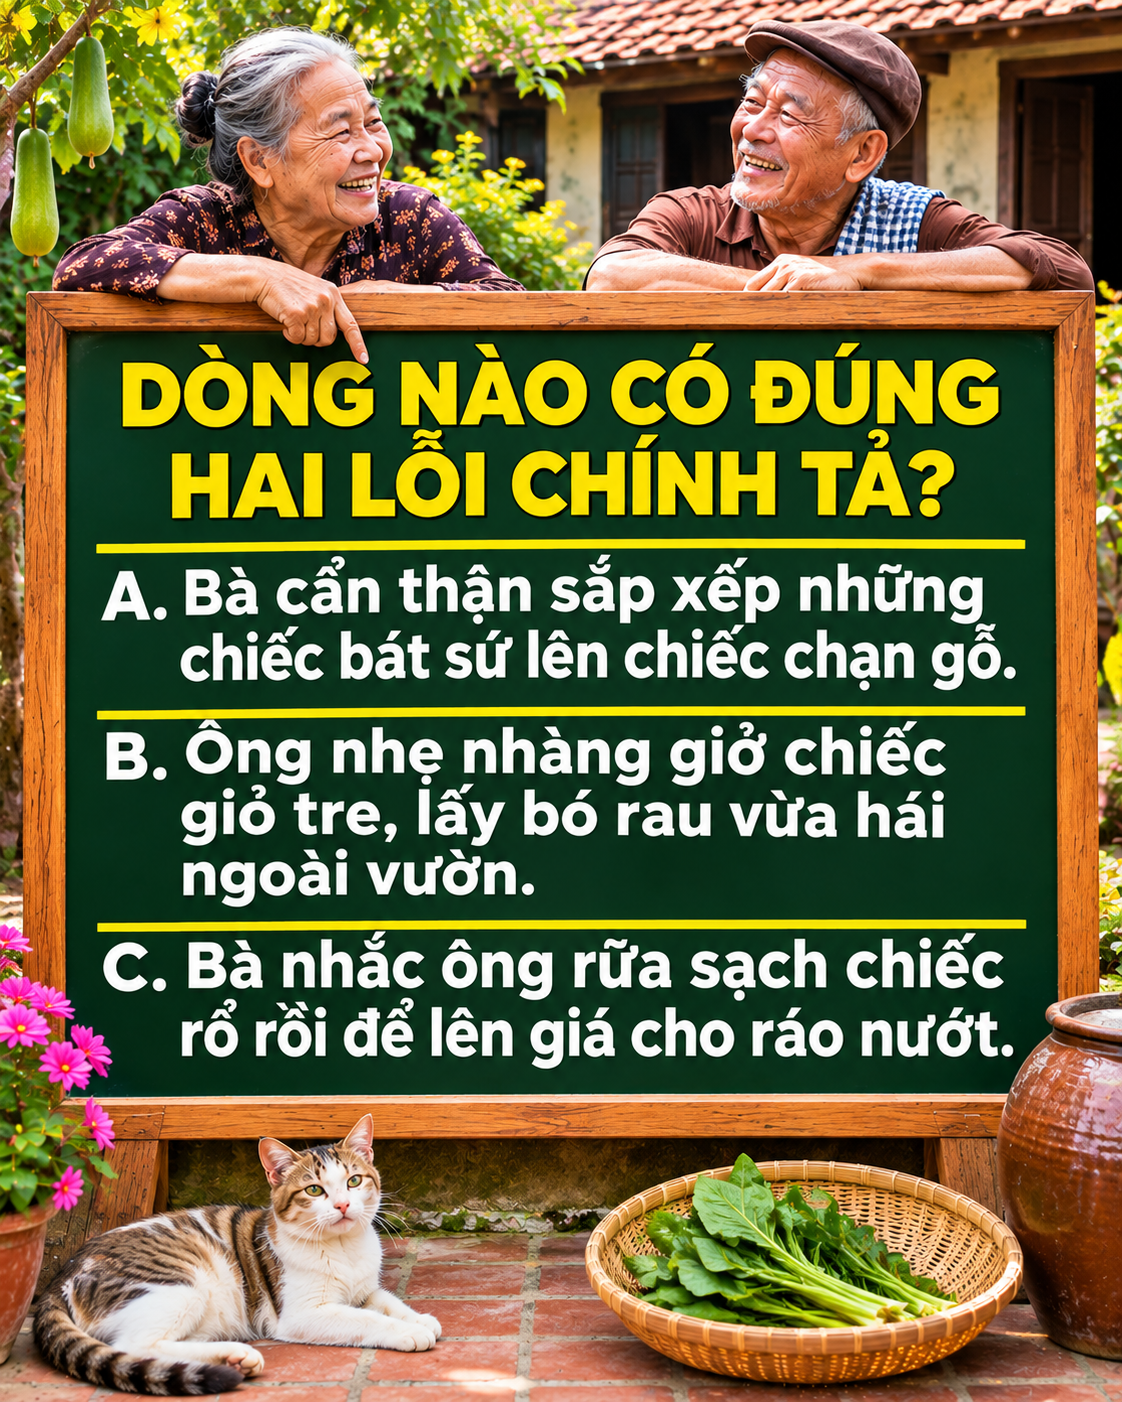 DÒNG NÀO CÓ ĐÚNG
HAI LỖI CHÍNH TẢ?
A. Bà cẩn thận sắp xếp những
chiếc bát sứ lên chiếc chạn gỗ.
B. Ông nhẹ nhàng giở chiếc
giỏ tre, lấy bó rau vừa hái
ngoài vườn.
C. Bà nhắc ông rữa sạch chiếc
rổ rồi để lên giá cho ráo nướt.